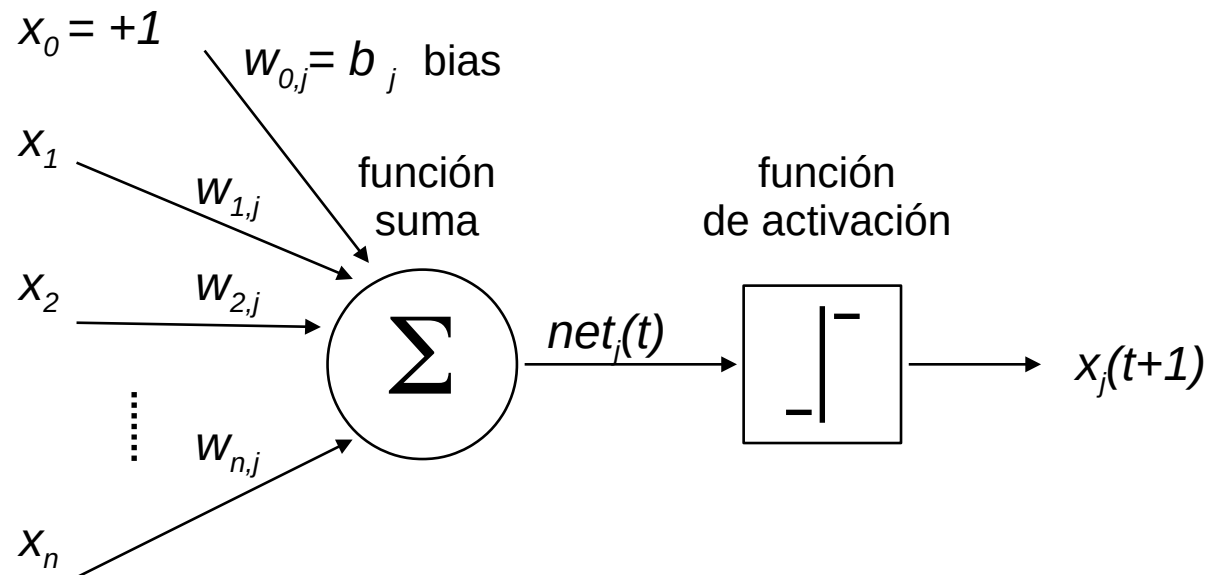 x₀ = +1
w₀,ⱼ = b ⱼ bias
x₁
w₁,ⱼ
función
suma
función
de activación
x₂
w₂,ⱼ
Σ
netⱼ(t)
xⱼ(t+1)
wₙ,ⱼ
xₙ